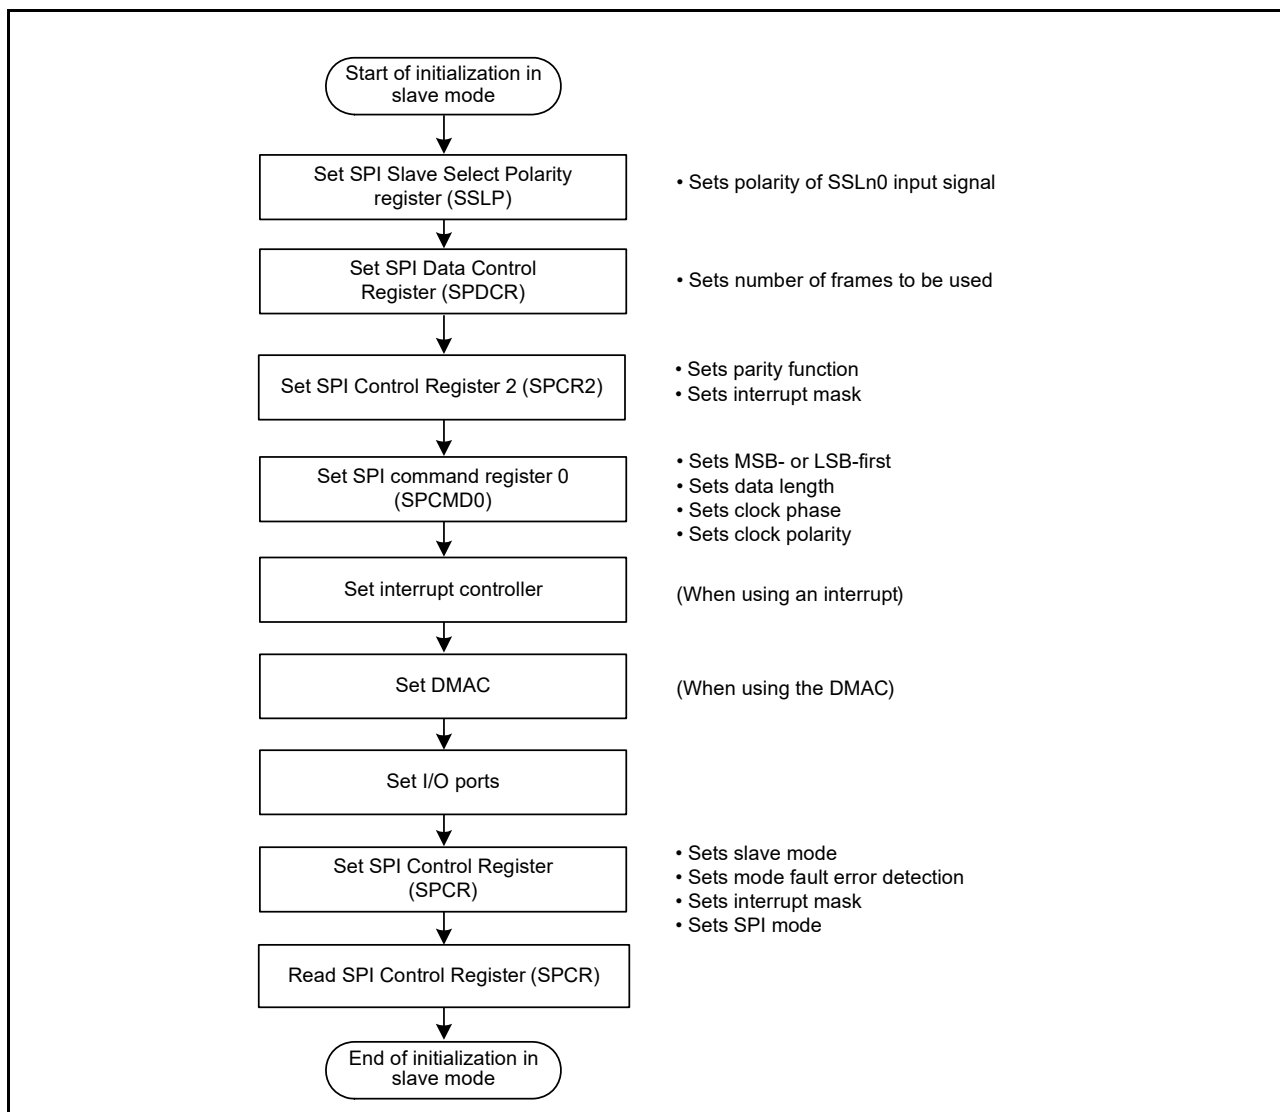 Start of initialization in
slave mode
Set SPI Slave Select Polarity
register (SSLP)
• Sets polarity of SSLn0 input signal
Set SPI Data Control
Register (SPDCR)
• Sets number of frames to be used
Set SPI Control Register 2 (SPCR2)
• Sets parity function
• Sets interrupt mask
Set SPI command register 0
(SPCMD0)
• Sets MSB- or LSB-first
• Sets data length
• Sets clock phase
• Sets clock polarity
Set interrupt controller
(When using an interrupt)
Set DMAC
(When using the DMAC)
Set I/O ports
Set SPI Control Register
(SPCR)
• Sets slave mode
• Sets mode fault error detection
• Sets interrupt mask
• Sets SPI mode
Read SPI Control Register (SPCR)
End of initialization in
slave mode